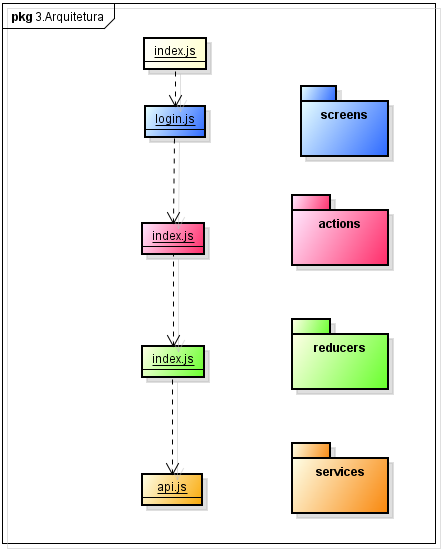 pkg 3.Arquitetura
index.js
login.js
screens
index.js
actions
index.js
reducers
api.js
services